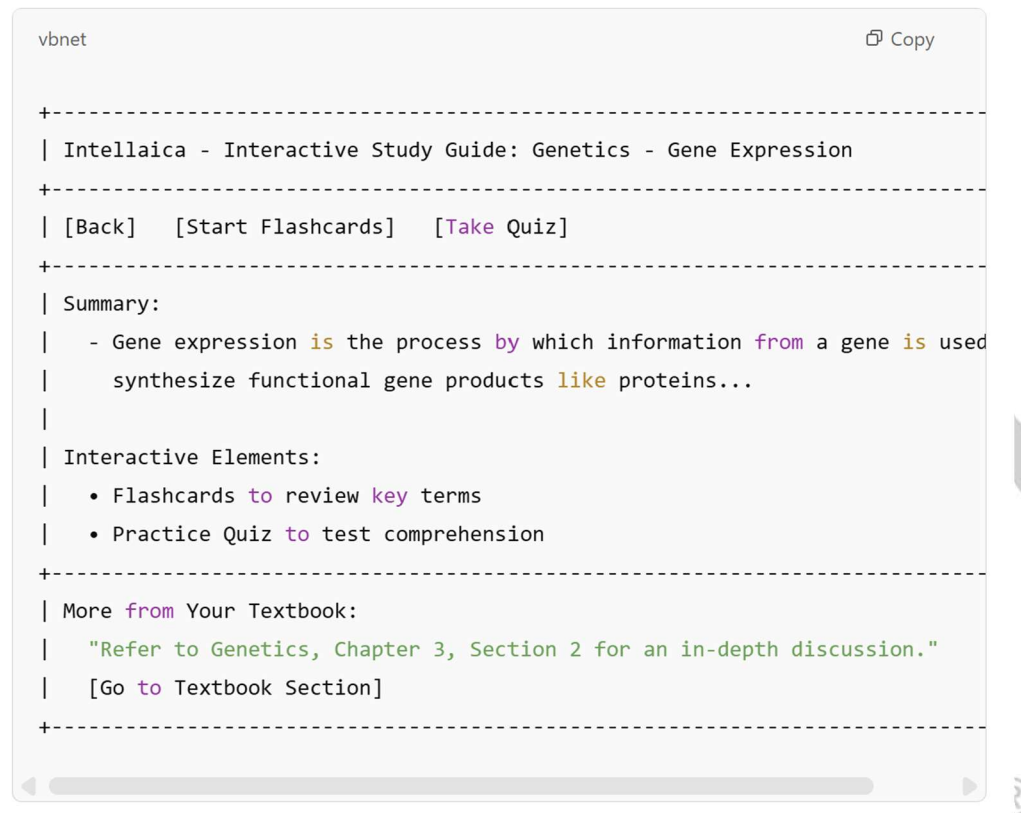 vbnet
Copy
+----------------------------------------------------------------------------
| Intellaica - Interactive Study Guide: Genetics - Gene Expression
+----------------------------------------------------------------------------
| [Back]   [Start Flashcards]   [Take Quiz]
+----------------------------------------------------------------------------
| Summary:
|   - Gene expression is the process by which information from a gene is used
|     synthesize functional gene products like proteins...
|
| Interactive Elements:
|   • Flashcards to review key terms
|   • Practice Quiz to test comprehension
+----------------------------------------------------------------------------
| More from Your Textbook:
|   "Refer to Genetics, Chapter 3, Section 2 for an in-depth discussion."
|   [Go to Textbook Section]
+----------------------------------------------------------------------------